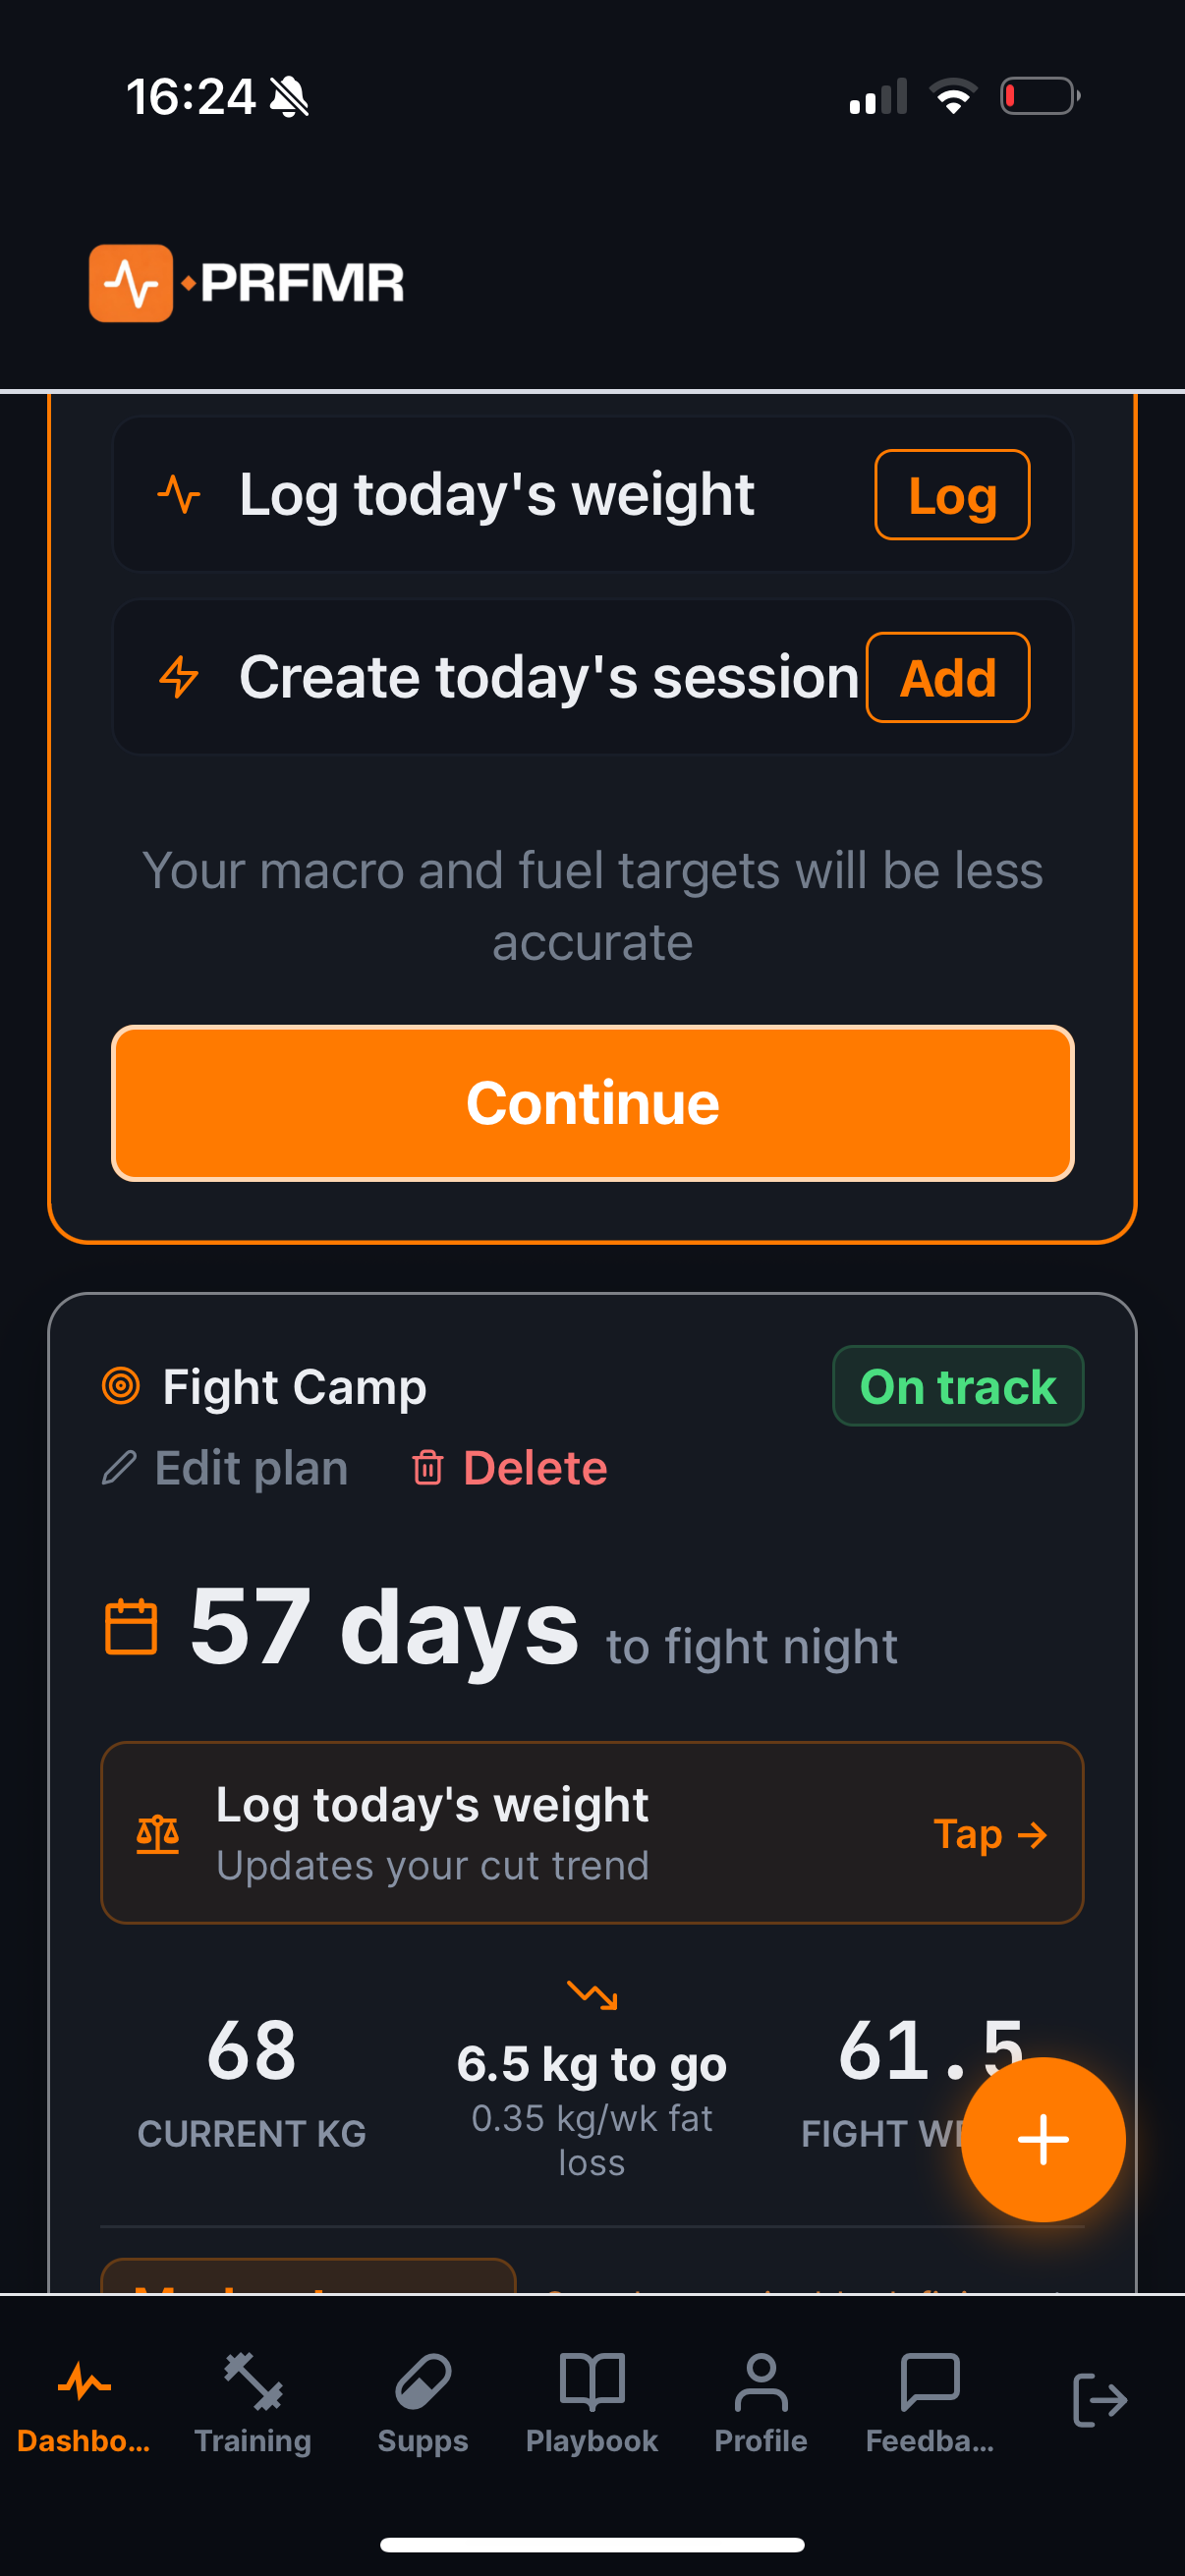 16:24
PRFMR
Log today's weight
Log
Create today's session
Add
Your macro and fuel targets will be less
accurate
Continue
Fight Camp
On track
Edit plan
Delete
57 days to fight night
Log today's weight
Updates your cut trend
Tap →
68
6.5 kg to go
61.5
CURRENT KG
0.35 kg/wk fat
loss
FIGHT
Dashbo...
Training
Supps
Playbook
Profile
Feedba...